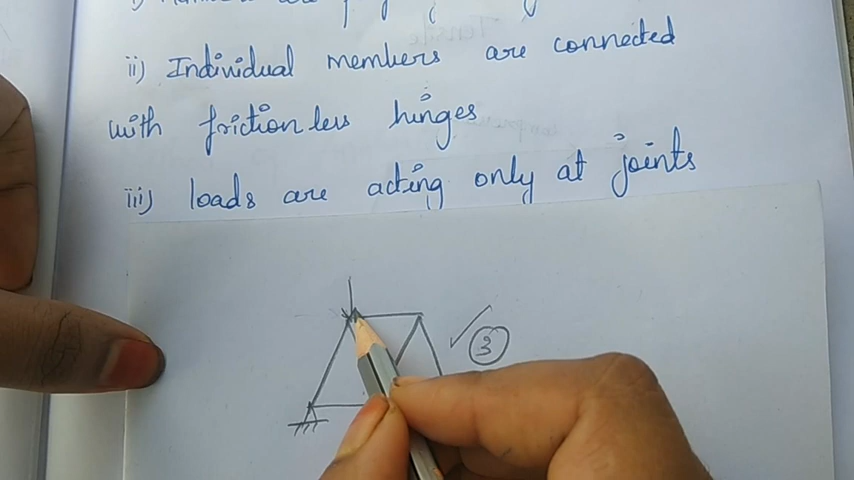 ii) Individual members are connected
with frictionless hinges
iii) loads are acting only at joints
3